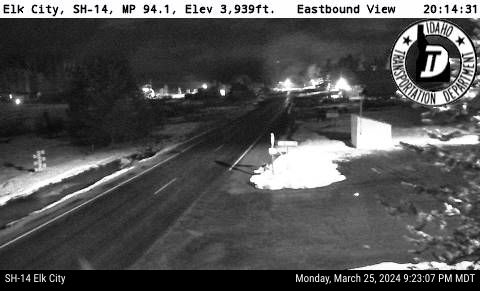 Elk City, SH-14, MP 94.1, Elev 3,939ft. Eastbound View 20:14:31
IDAHO
TRANSPORTATION DEPARTMENT
SH-14 Elk City Monday, March 25, 2024 9:23:07 PM MDT